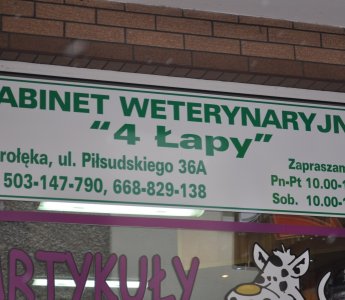 ABINET WETERYNARYJN
"4 Łapy"
rołęka, ul. Piłsudskiego 36A
503-147-790, 668-829-138
Zapraszam
Pn-Pt 10.00-1
Sob. 10.00-1
ARTYKUŁY